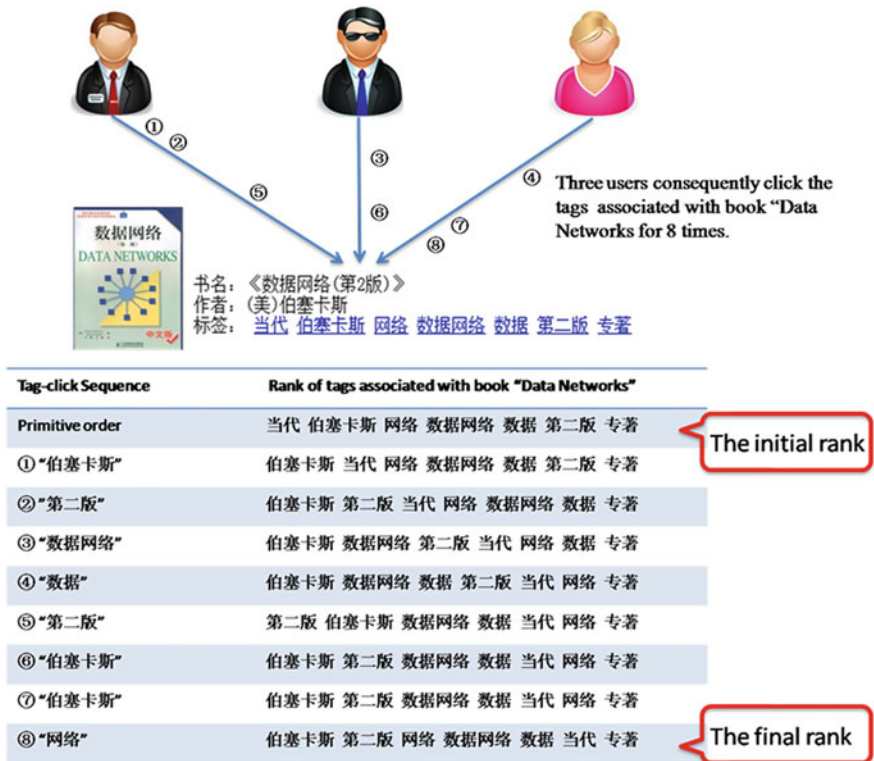 ①
②
③
④
⑤
⑥
⑦
⑧
Three users consequently click the
tags associated with book “Data
Networks for 8 times.
数据网络
DATA NETWORKS
中文版
书名：《数据网络(第2版)》
作者：(美)伯塞卡斯
标签： 当代 伯塞卡斯 网络 数据网络 数据 第二版 专著
Tag-click Sequence Rank of tags associated with book “Data Networks”
Primitive order 当代 伯塞卡斯 网络 数据网络 数据 第二版 专著
The initial rank
①“伯塞卡斯” 伯塞卡斯 当代 网络 数据网络 数据 第二版 专著
②”第二版” 伯塞卡斯 第二版 当代 网络 数据网络 数据 专著
③“数据网络” 伯塞卡斯 数据网络 第二版 当代 网络 数据 专著
④“数据” 伯塞卡斯 数据网络 数据 第二版 当代 网络 专著
⑤“第二版” 第二版 伯塞卡斯 数据网络 数据 当代 网络 专著
⑥“伯塞卡斯” 伯塞卡斯 第二版 数据网络 数据 当代 网络 专著
⑦“伯塞卡斯” 伯塞卡斯 第二版 数据网络 数据 当代 网络 专著
⑧“网络” 伯塞卡斯 第二版 网络 数据网络 数据 当代 专著
The final rank